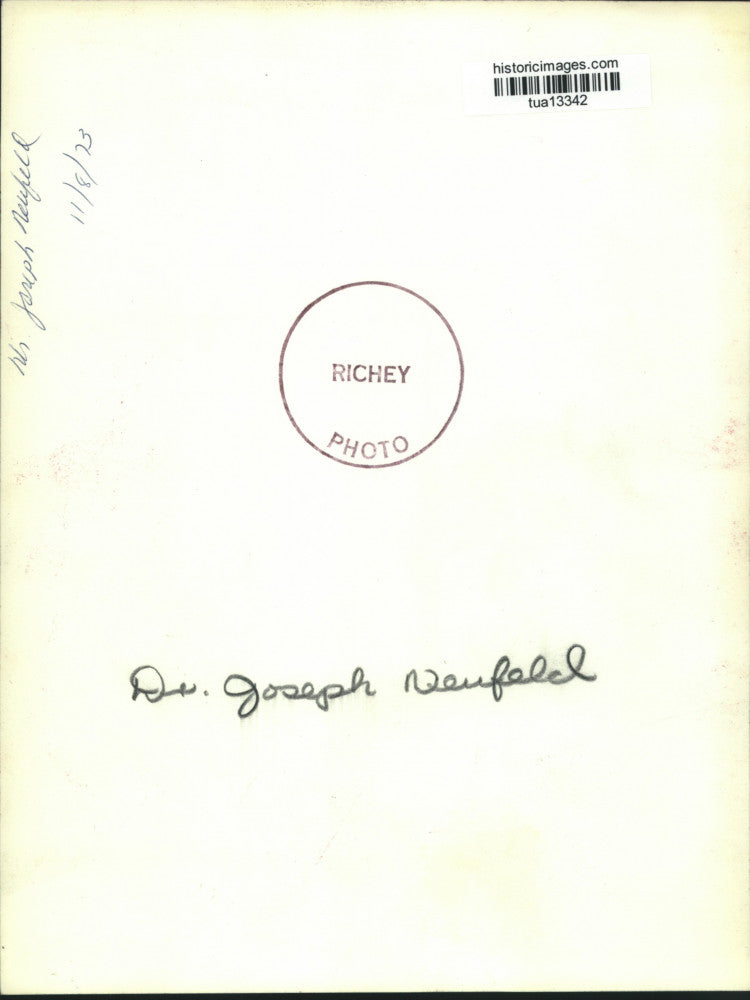 historicimages.com
tua13342
Dr. Joseph Neufeld
11/8/73
RICHEY
PHOTO
Dr. Joseph Neufeld